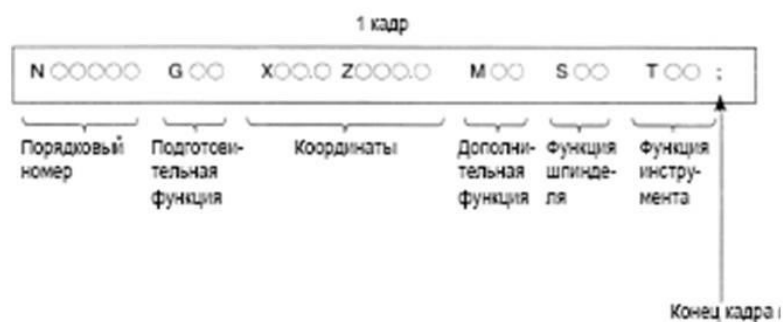 1 кадр
N○○○○○ G○○ X○○.○ Z○○○.○ M○○ S○○ T○○ ;
Порядковый номер
Подготови-
тельная
функция
Координаты
Дополни-
тельная
функция
Функция
шпинде-
ля
Функция
инстру-
мента
Конец кадра